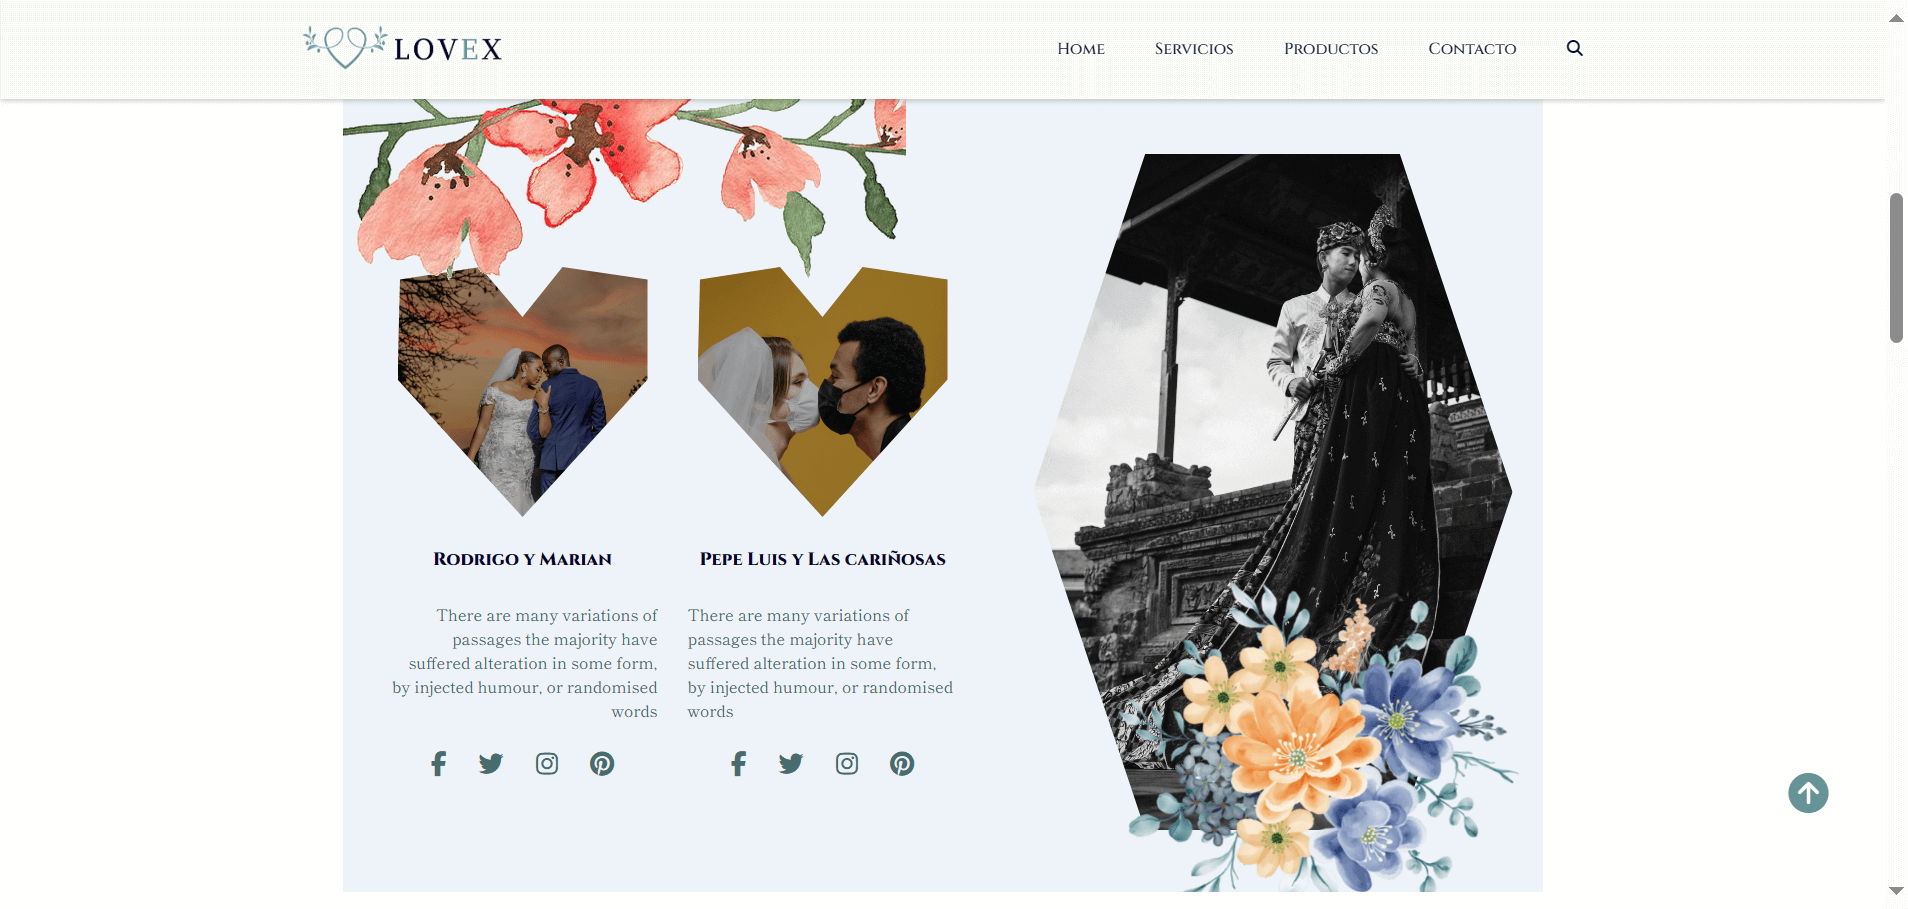 LOVEX
Home
Servicios
Productos
Contacto
Rodrigo y Marian
There are many variations of
passages the majority have
suffered alteration in some form,
by injected humour, or randomised
words
Pepe Luis y Las cariñosas
There are many variations of
passages the majority have
suffered alteration in some form,
by injected humour, or randomised
words